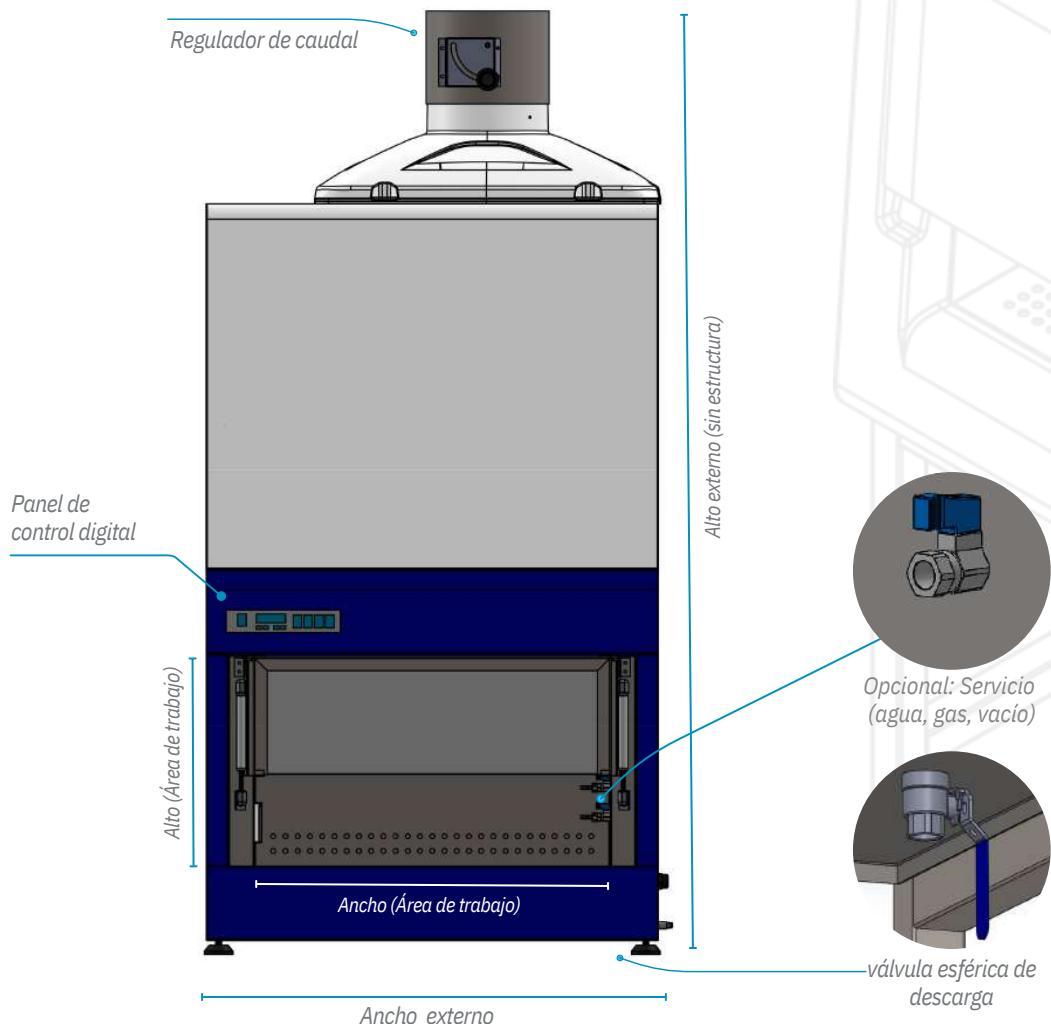 Regulador de caudal
Alto externo (sin estructura)
Panel de
control digital
Alto (Área de trabajo)
Opcional: Servicio
(agua, gas, vacío)
Ancho (Área de trabajo)
válvula esférica de
descarga
Ancho externo